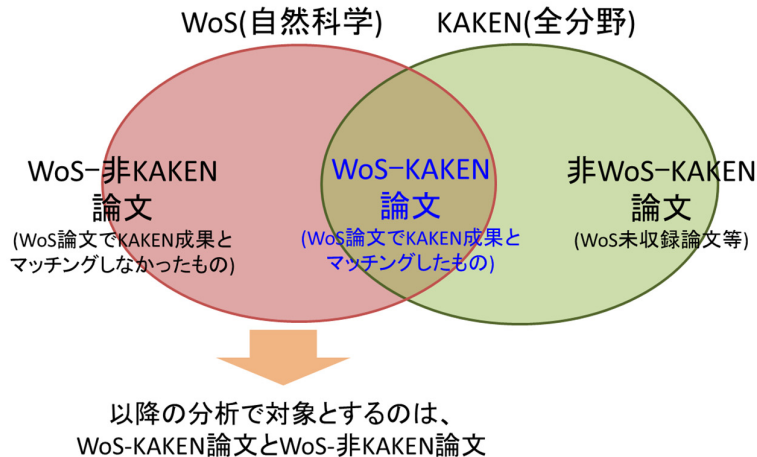 WoS(自然科学)
KAKEN(全分野)
WoS−非KAKEN
論文
(WoS論文でKAKEN成果と
マッチングしなかったもの)
WoS−KAKEN
論文
(WoS論文でKAKEN成果と
マッチングしたもの)
非WoS−KAKEN
論文
(WoS未収録論文等)
以降の分析で対象とするのは、
WoS-KAKEN論文とWoS-非KAKEN論文